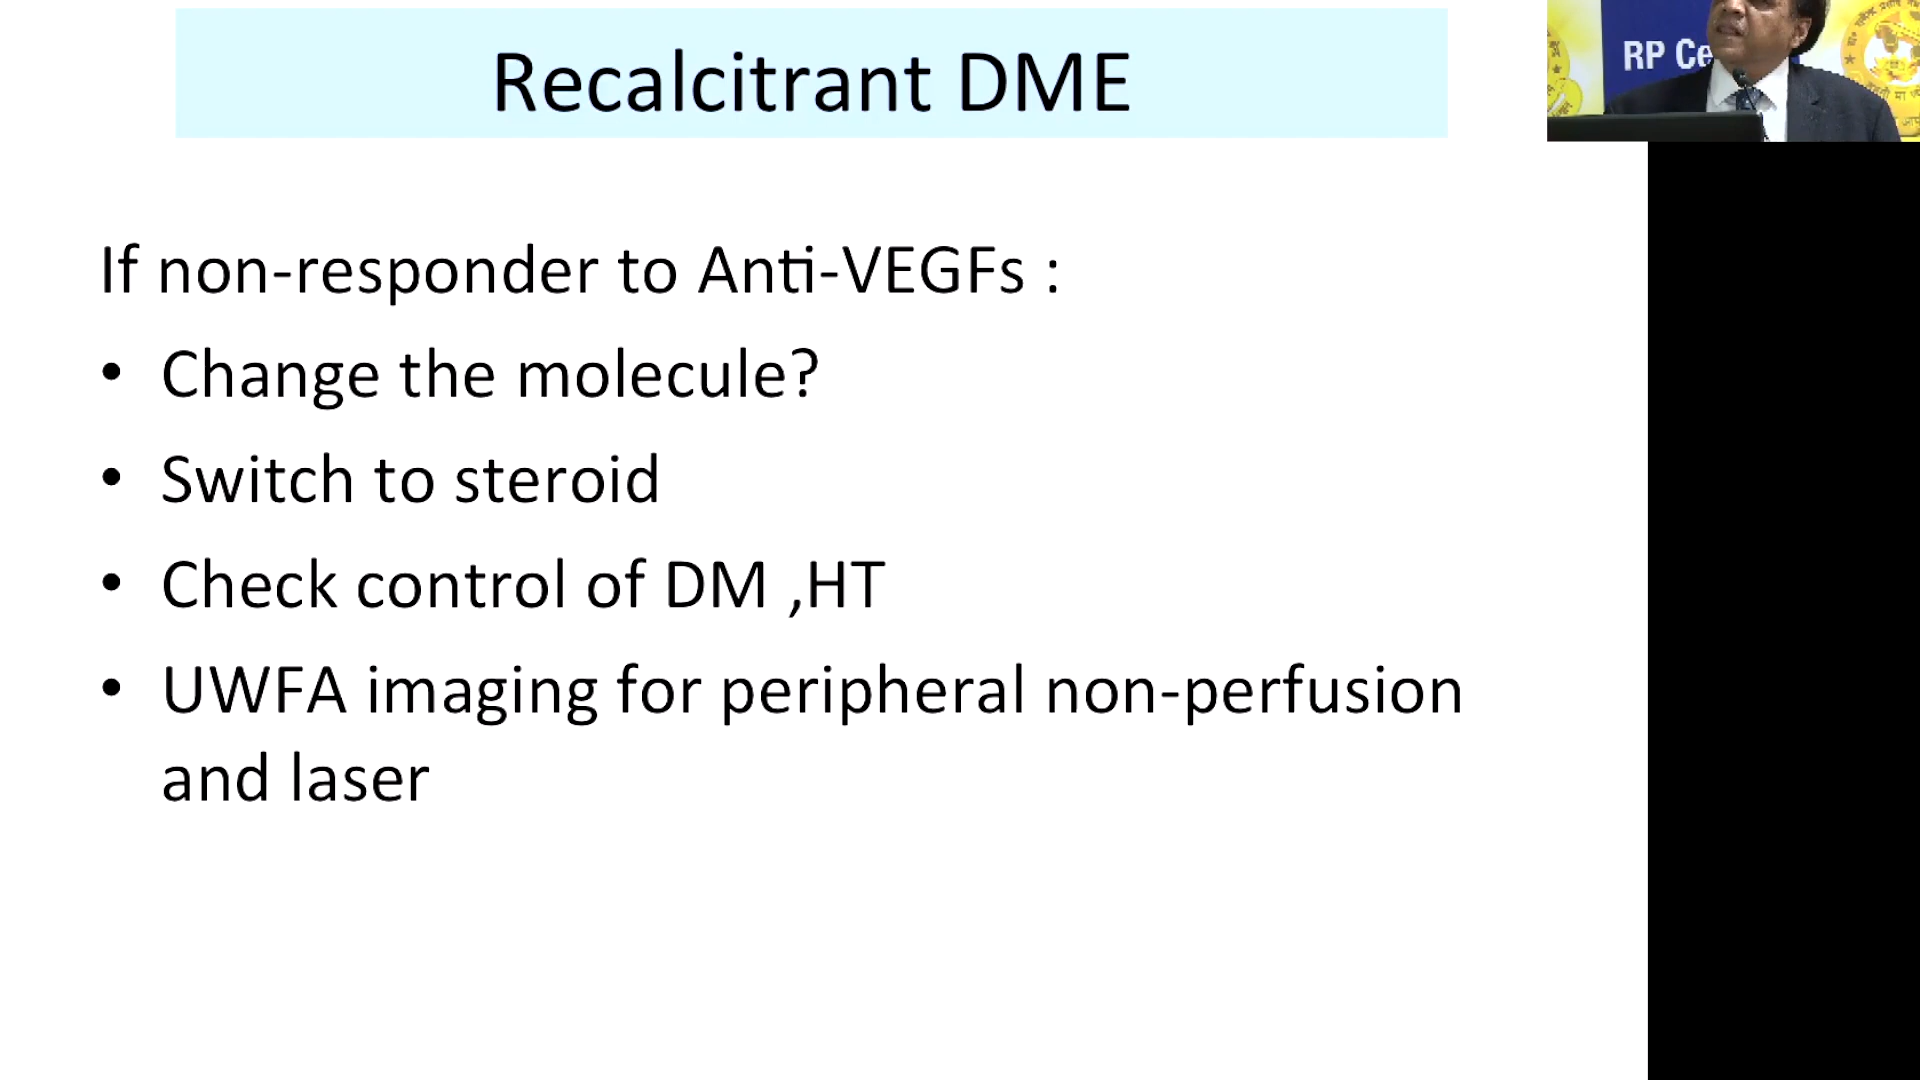 Recalcitrant DME
RP Ce
If non-responder to Anti-VEGFs :
• Change the molecule?
• Switch to steroid
• Check control of DM ,HT
• UWFA imaging for peripheral non-perfusion
and laser